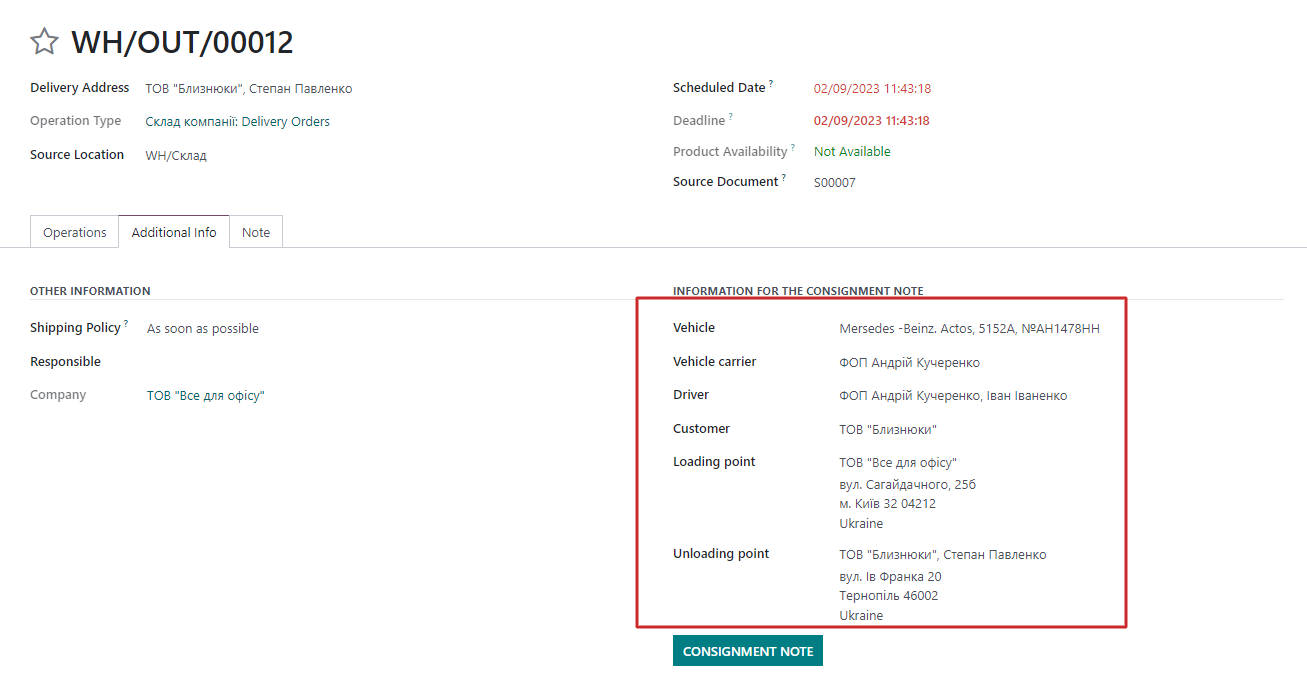 WH/OUT/00012
Delivery Address ТОВ "Близнюки", Степан Павленко
Operation Type Склад компанії: Delivery Orders
Source Location WH/Склад
Scheduled Date ? 02/09/2023 11:43:18
Deadline ? 02/09/2023 11:43:18
Product Availability ? Not Available
Source Document ? S00007
Operations Additional Info Note
OTHER INFORMATION
Shipping Policy ? As soon as possible
Responsible
Company ТОВ "Все для офісу"
INFORMATION FOR THE CONSIGNMENT NOTE
Vehicle Mersedes -Beinz. Actos, 5152A, №AH1478HH
Vehicle carrier ФОП Андрій Кучеренко
Driver ФОП Андрій Кучеренко, Іван Іваненко
Customer ТОВ "Близнюки"
Loading point ТОВ "Все для офісу"
вул. Сагайдачного, 25б
м. Київ 32 04212
Ukraine
Unloading point ТОВ "Близнюки", Степан Павленко
вул. Ів Франка 20
Тернопіль 46002
Ukraine
CONSIGNMENT NOTE